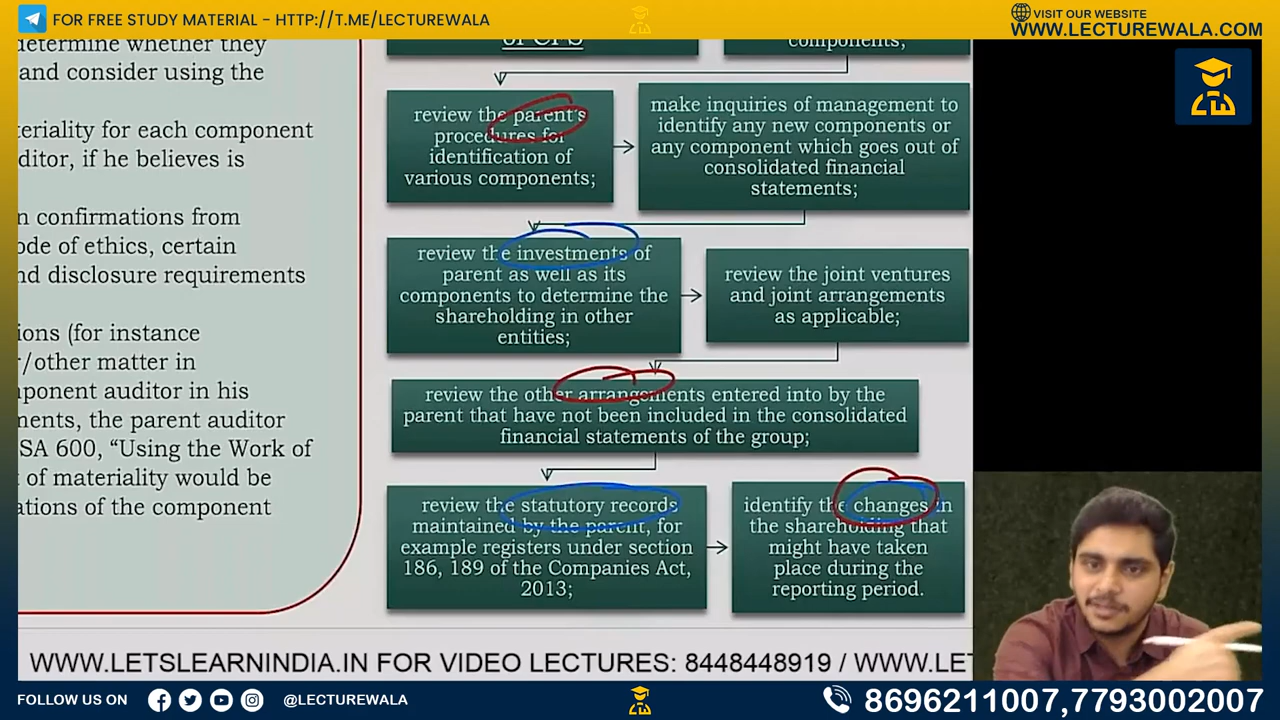 FOR FREE STUDY MATERIAL - HTTP://T.ME/LECTUREWALA
VISIT OUR WEBSITE
WWW.LECTUREWALA.COM
determine whether they
and consider using the
teriality for each component
ditor, if he believes is
n confirmations from
ode of ethics, certain
nd disclosure requirements
ions (for instance
r/other matter in
ponent auditor in his
ments, the parent auditor
SA 600, “Using the Work of
of materiality would be
ations of the component
of CFS
components;
review the parent's
procedures for
identification of
various components;
make inquiries of management to
identify any new components or
any component which goes out of
consolidated financial
statements;
review the investments of
parent as well as its
components to determine the
shareholding in other
entities;
review the joint ventures
and joint arrangements
as applicable;
review the other arrangements entered into by the
parent that have not been included in the consolidated
financial statements of the group;
review the statutory records
maintained by the parent, for
example registers under section
186, 189 of the Companies Act,
2013;
identify the changes in
the shareholding that
might have taken
place during the
reporting period.
WWW.LETSLEARNINDIA.IN FOR VIDEO LECTURES: 8448448919 / WWW.LET
FOLLOW US ON
@LECTUREWALA
8696211007,7793002007